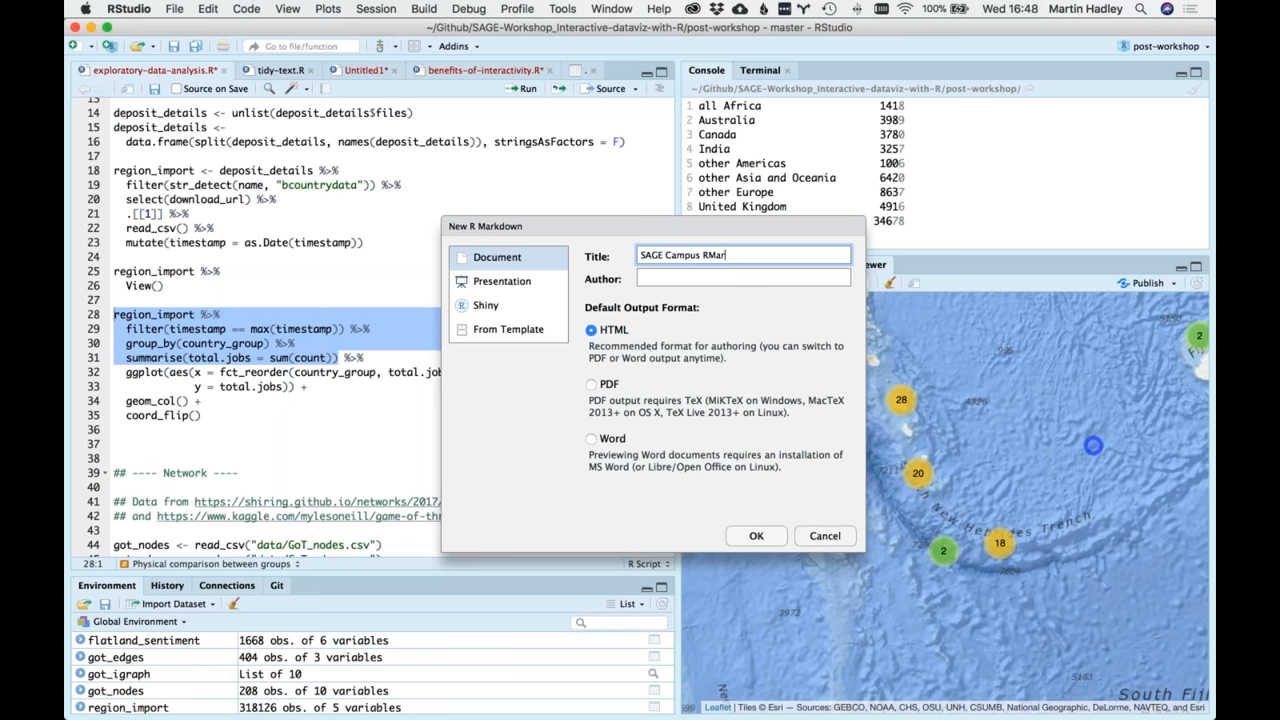 RStudio File Edit Code View Plots Session Build Debug Profile Tools Window Help 100% Wed 16:48 Martin Hadley
~/Github/SAGE-Workshop_Interactive-dataviz-with-R/post-workshop - master - RStudio
Go to file/function Addins post-workshop
exploratory-data-analysis.R* tidy-text.R Untitled1* benefits-of-interactivity.R*
Source on Save Run Source
13
14 deposit_details <- unlist(deposit_details$files)
15 deposit_details <-
16 data.frame(split(deposit_details, names(deposit_details)), stringsAsFactors = F)
17
18 region_import <- deposit_details %>%
19 filter(str_detect(name, "bcountrydata")) %>%
20 select(download_url) %>%
21 .[[1]] %>%
22 read_csv() %>%
23 mutate(timestamp = as.Date(timestamp))
24
25 region_import %>%
26 View()
27
28 region_import %>%
29 filter(timestamp == max(timestamp)) %>%
30 group_by(country_group) %>%
31 summarise(total.jobs = sum(count)) %>%
32 ggplot(aes(x = fct_reorder(country_group, total.job
33 y = total.jobs)) +
34 geom_col() +
35 coord_flip()
36
37
38
39 ## ---- Network ----
40
41 ## Data from https://shiring.github.io/networks/2017/
42 ## and https://www.kaggle.com/mylesoneill/game-of-th
43
44 got_nodes <- read_csv("data/GoT_nodes.csv")
28:1 Physical comparison between groups R Script
Environment History Connections Git
Import Dataset List
Global Environment
flatland_sentiment 1668 obs. of 6 variables
got_edges 404 obs. of 3 variables
got_igraph List of 10
got_nodes 208 obs. of 10 variables
region_import 318126 obs. of 5 variables
Console Terminal
~/Github/SAGE-Workshop_Interactive-dataviz-with-R/post-workshop/
1 all Africa 1418
2 Australia 3989
3 Canada 3780
4 India 3257
5 other Americas 1006
6 other Asia and Oceania 6420
7 other Europe 8637
8 United Kingdom 4916
34678
New R Markdown
Document
Presentation
Shiny
From Template
Title: SAGE Campus RMar
Author:
Default Output Format:
HTML
Recommended format for authoring (you can switch to
PDF or Word output anytime).
PDF
PDF output requires TeX (MiKTeX on Windows, MacTeX
2013+ on OS X, TeX Live 2013+ on Linux).
Word
Previewing Word documents requires an installation of
MS Word (or Libre/Open Office on Linux).
OK Cancel
ewer
Publish
2
995
28
4326
20
New Hebrides Trench
2
18
3972
5183
South Fiji
Leaflet | Tiles © Esri — Sources: GEBCO, NOAA, CHS, OSU, UNH, CSUMB, National Geographic, DeLorme, NAVTEQ, and Esri